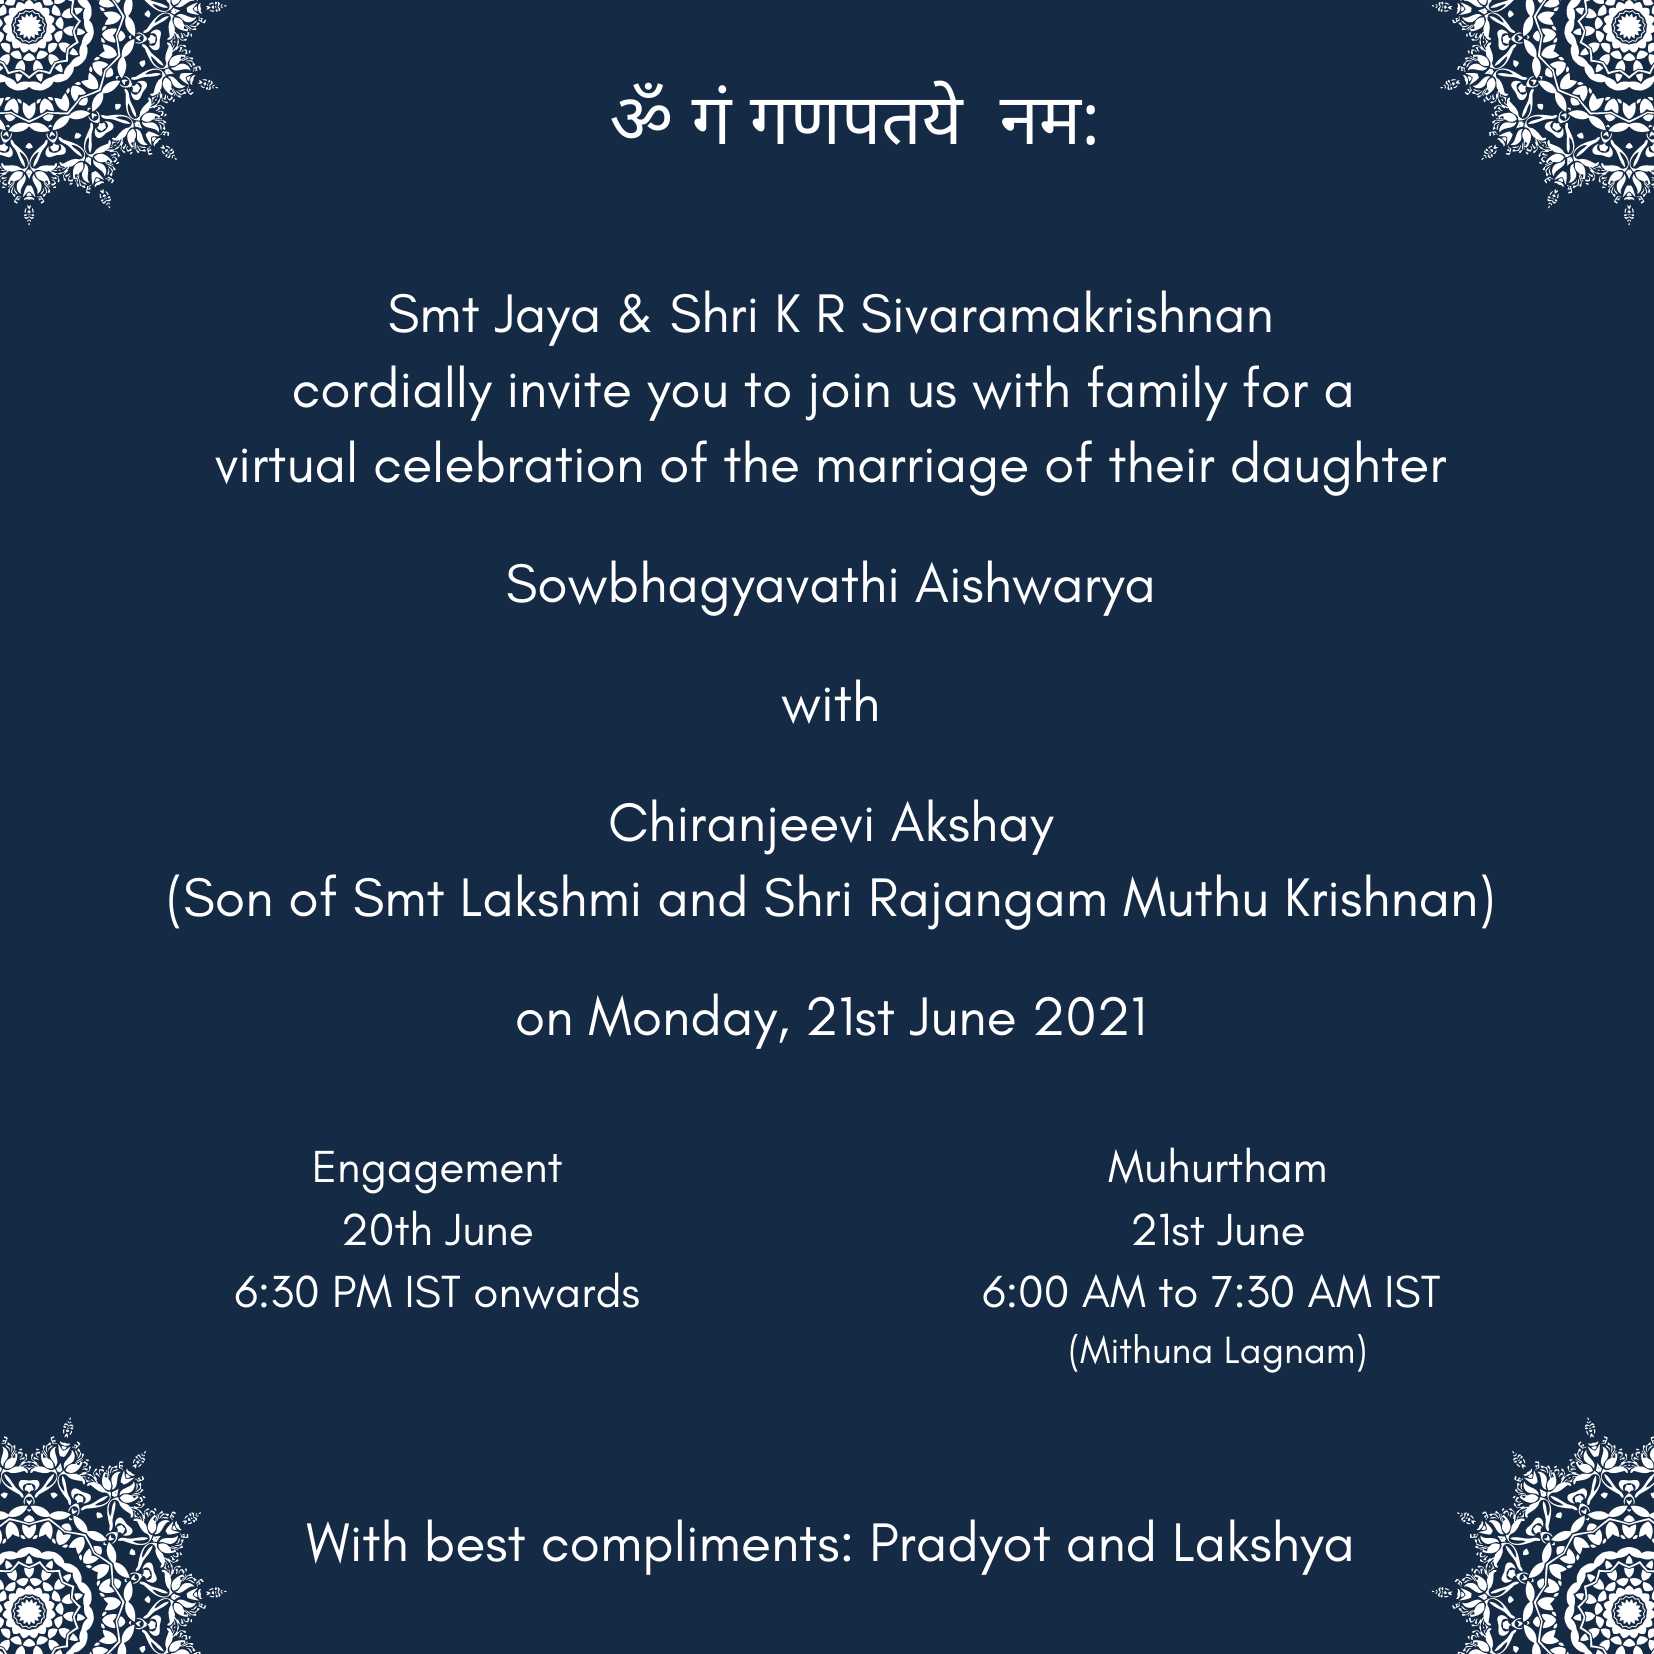 ॐ गं गणपतये नम:
Smt Jaya & Shri K R Sivaramakrishnan
cordially invite you to join us with family for a
virtual celebration of the marriage of their daughter
Sowbhagyavathi Aishwarya
with
Chiranjeevi Akshay
(Son of Smt Lakshmi and Shri Rajangam Muthu Krishnan)
on Monday, 21st June 2021
Engagement
20th June
6:30 PM IST onwards
Muhurtham
21st June
6:00 AM to 7:30 AM IST
(Mithuna Lagnam)
With best compliments: Pradyot and Lakshya